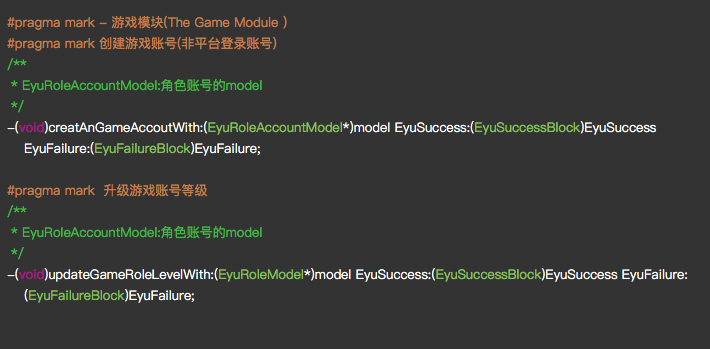 #pragma mark - 游戏模块(The Game Module )
#pragma mark 创建游戏账号(非平台登录账号)
/**
 * EyuRoleAccountModel:角色账号的model
 */
-(void)creatAnGameAccoutWith:(EyuRoleAccountModel*)model EyuSuccess:(EyuSuccessBlock)EyuSuccess
EyuFailure:(EyuFailureBlock)EyuFailure;
#pragma mark  升级游戏账号等级
/**
 * EyuRoleAccountModel:角色账号的model
 */
-(void)updateGameRoleLevelWith:(EyuRoleModel*)model EyuSuccess:(EyuSuccessBlock)EyuSuccess EyuFailure:
(EyuFailureBlock)EyuFailure;